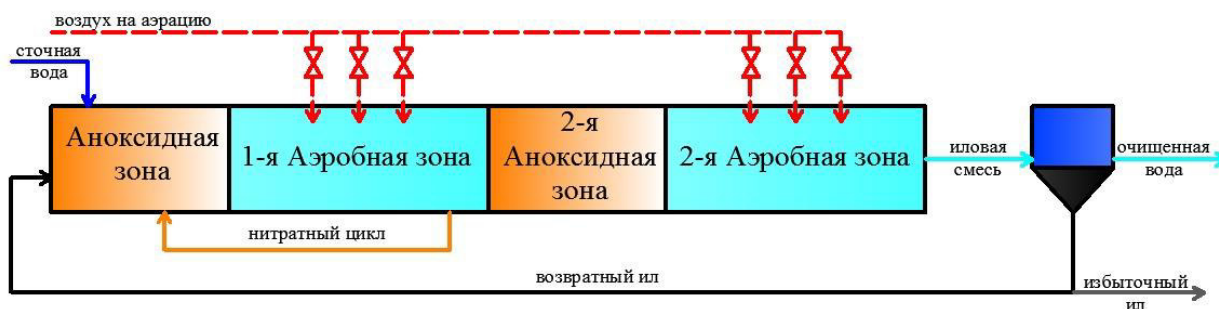 воздух на аэрацию
сточная
вода
Аноксидная
зона
1-я Аэробная зона
2-я
Аноксидная
зона
2-я Аэробная зона
иловая
смесь
очищенная
вода
нитратный цикл
возвратный ил
избыточный
ил